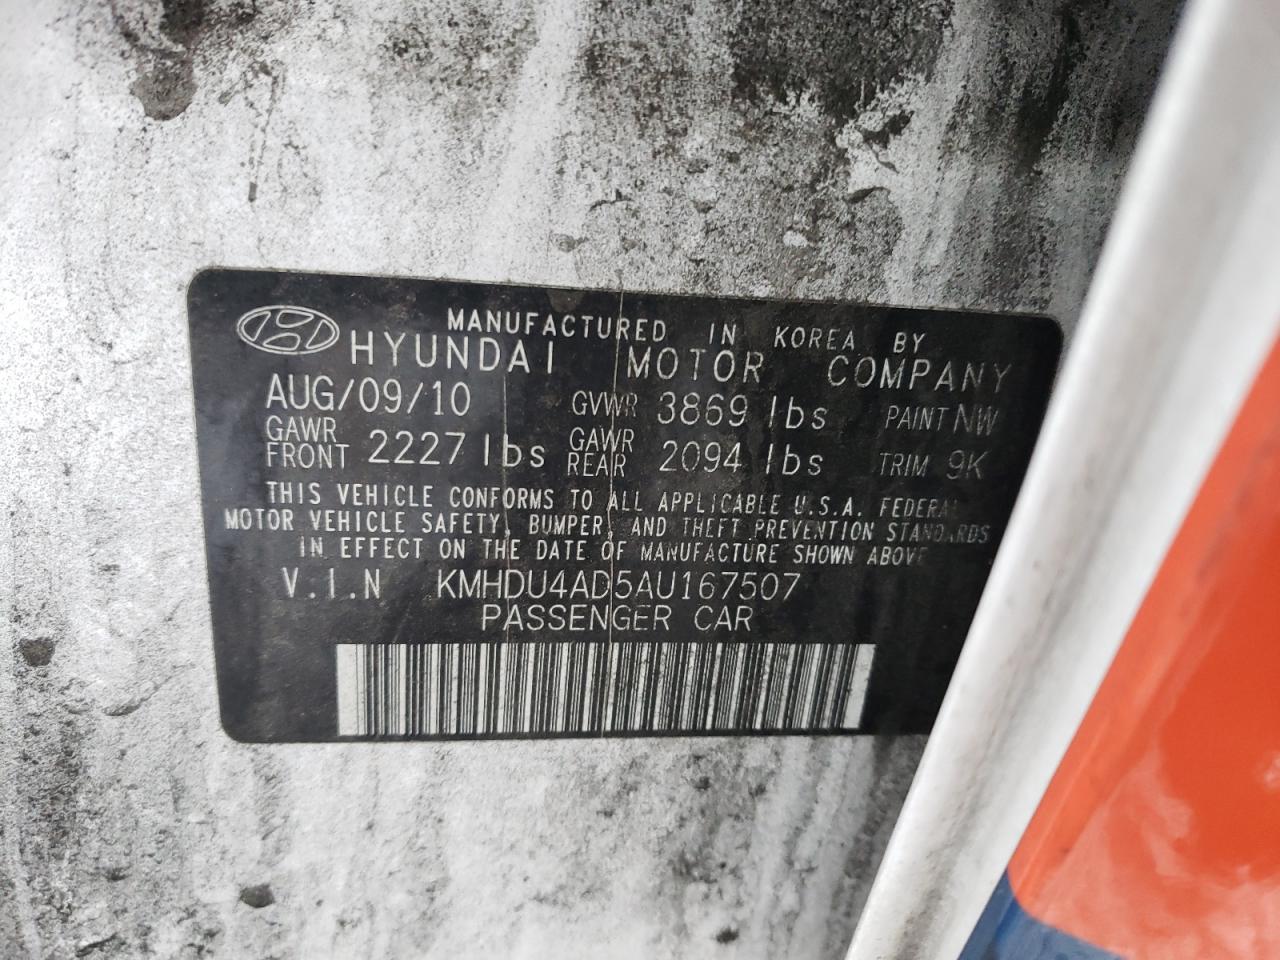 MANUFACTURED IN KOREA BY
HYUNDAI MOTOR COMPANY
AUG/09/10 GVWR 3869 lbs PAINT NW
GAWR FRONT 2227 lbs GAWR REAR 2094 lbs TRIM 9K
THIS VEHICLE CONFORMS TO ALL APPLICABLE U.S.A. FEDERAL
MOTOR VEHICLE SAFETY, BUMPER, AND THEFT PREVENTION STANDARDS
IN EFFECT ON THE DATE OF MANUFACTURE SHOWN ABOVE
V.I.N KMHDU4AD5AU167507
PASSENGER CAR